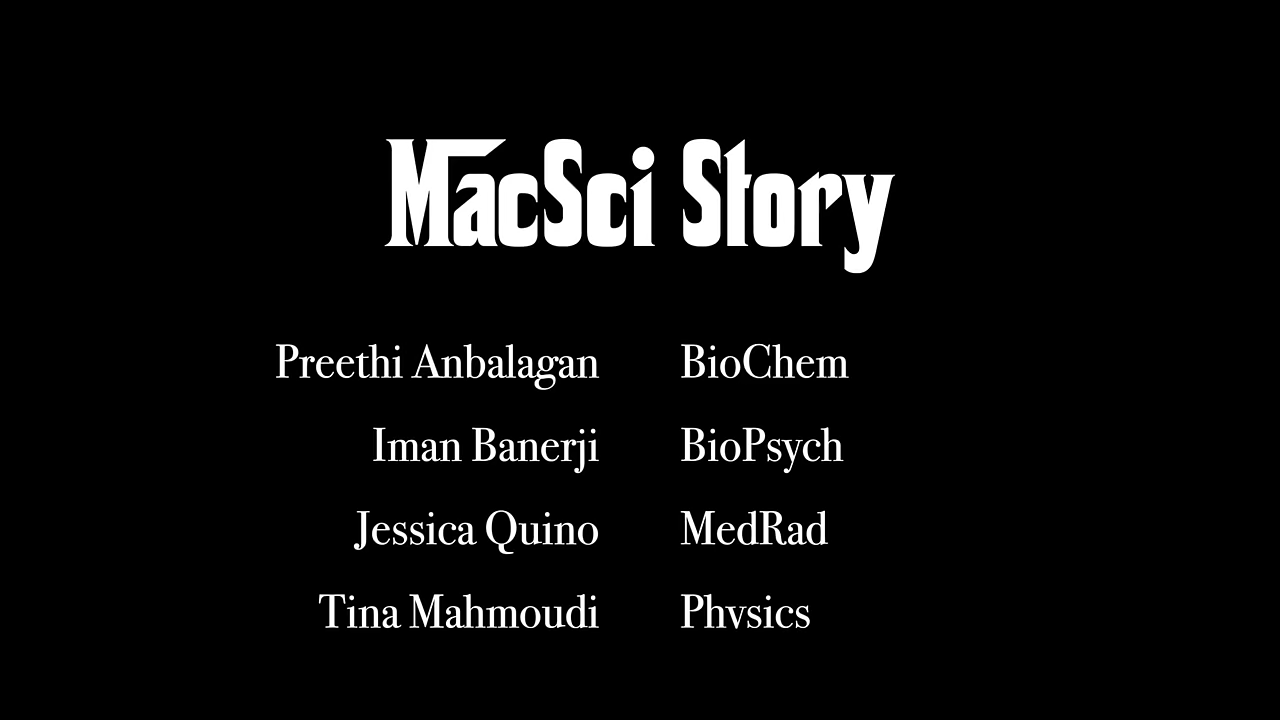 MacSci Story
Preethi Anbalagan BioChem
Iman Banerji BioPsych
Jessica Quino MedRad
Tina Mahmoudi Physics